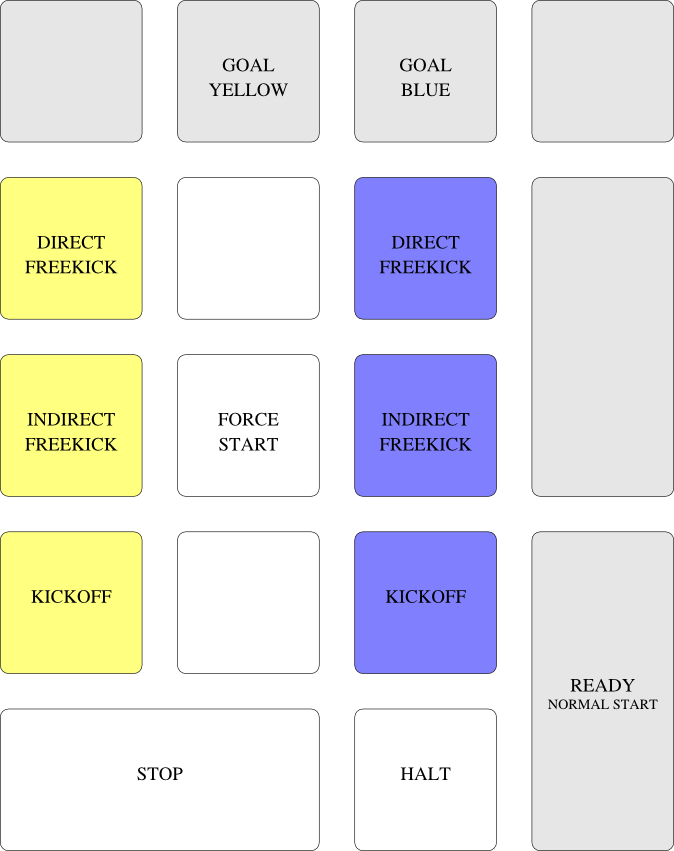 GOAL
YELLOW
GOAL
BLUE
DIRECT
FREEKICK
DIRECT
FREEKICK
INDIRECT
FREEKICK
FORCE
START
INDIRECT
FREEKICK
KICKOFF
KICKOFF
READY
NORMAL START
STOP
HALT